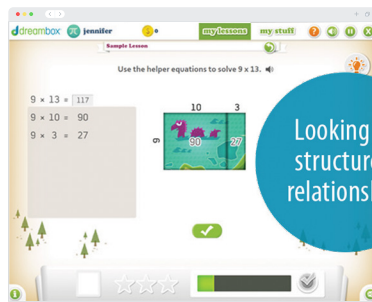 dreambox jennifer 0 my lessons my stuff
Sample Lesson
Use the helper equations to solve 9 x 13.
9 × 13 = 117
9 × 10 = 90
9 × 3 = 27
10 3
9 90 27
Looking
structure
relations